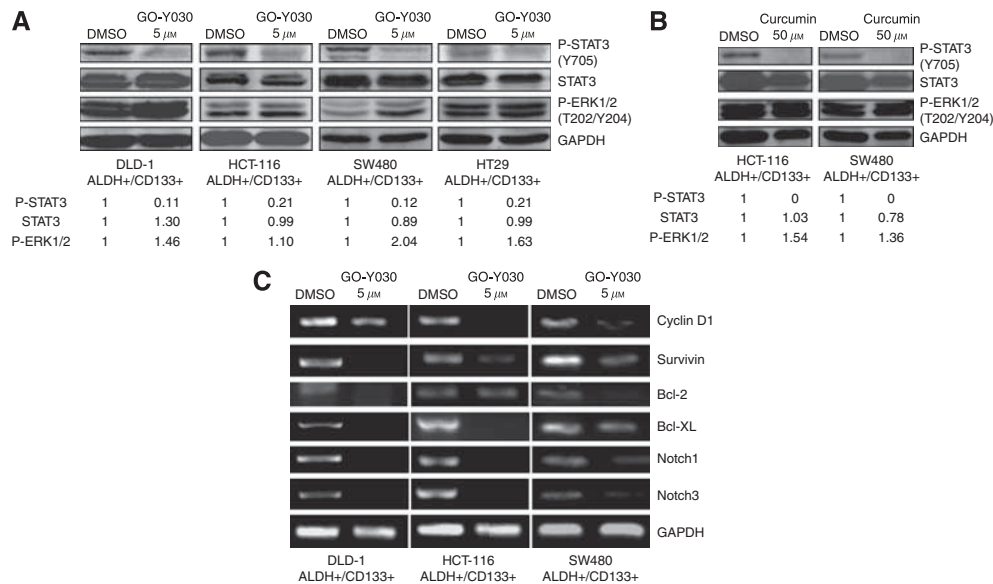 A
DMSO GO-Y030 5 μM DMSO GO-Y030 5 μM DMSO GO-Y030 5 μM DMSO GO-Y030 5 μM
P-STAT3 (Y705)
STAT3
P-ERK1/2 (T202/Y204)
GAPDH
DLD-1 HCT-116 SW480 HT29
ALDH+/CD133+ ALDH+/CD133+ ALDH+/CD133+ ALDH+/CD133+
P-STAT3 1 0.11 1 0.21 1 0.12 1 0.21
STAT3 1 1.30 1 0.99 1 0.89 1 0.99
P-ERK1/2 1 1.46 1 1.10 1 2.04 1 1.63
B
DMSO Curcumin 50 μM DMSO Curcumin 50 μM
P-STAT3 (Y705)
STAT3
P-ERK1/2 (T202/Y204)
GAPDH
HCT-116 SW480
ALDH+/CD133+ ALDH+/CD133+
P-STAT3 1 0 1 0
STAT3 1 1.03 1 0.78
P-ERK1/2 1 1.54 1 1.36
C
DMSO GO-Y030 5 μM DMSO GO-Y030 5 μM DMSO GO-Y030 5 μM
Cyclin D1
Survivin
Bcl-2
Bcl-XL
Notch1
Notch3
GAPDH
DLD-1 HCT-116 SW480
ALDH+/CD133+ ALDH+/CD133+ ALDH+/CD133+